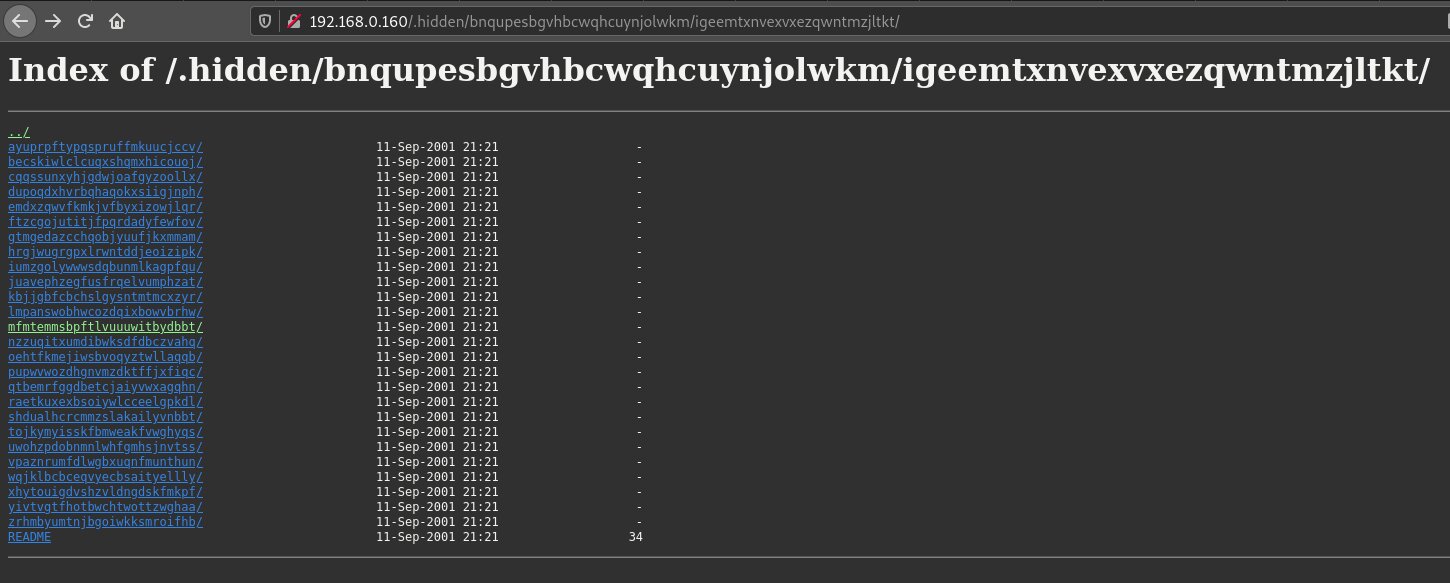 192.168.0.160/.hidden/bnqupesbgvhbcwqhcuynjolwkm/igeemtxnvexvxezqwntmzjltkt/
Index of /.hidden/bnqupesbgvhbcwqhcuynjolwkm/igeemtxnvexvxezqwntmzjltkt/
../
ayuprpftypqspruffmkuucjccv/ 11-Sep-2001 21:21 -
becskiwlclcuqxshqmxhicouoj/ 11-Sep-2001 21:21 -
cqgssunxyhjgdwjoafgyzoollx/ 11-Sep-2001 21:21 -
dupoqdxhvrbqhaqokxsiigjnph/ 11-Sep-2001 21:21 -
emdxzqwvfkmkjvfbyxizowjlqr/ 11-Sep-2001 21:21 -
ftzcgojutitjfpqrdadyfewfov/ 11-Sep-2001 21:21 -
gtmgedazcchqobjyuufjkxmmam/ 11-Sep-2001 21:21 -
hrgjwugrgpxlrwntddjeoizipk/ 11-Sep-2001 21:21 -
iumzgolywwwsdqbunmlkagpfqu/ 11-Sep-2001 21:21 -
juavephzegfusfrqelvumphzat/ 11-Sep-2001 21:21 -
kbjjgbfcbchslgysntmtmcxzyr/ 11-Sep-2001 21:21 -
lmpanswobhwcozdqixbowvbrhw/ 11-Sep-2001 21:21 -
mfmtemmsbpftlvuuuwitbydbbt/ 11-Sep-2001 21:21 -
nzzuqitxumdibwksdfdbczvahq/ 11-Sep-2001 21:21 -
oehtfkmejiwsbvoqyztwllaqqb/ 11-Sep-2001 21:21 -
pupwvwozdhgnvmzdktffjxfiqc/ 11-Sep-2001 21:21 -
qtbemrfggdbetcjaiyvwxagqhn/ 11-Sep-2001 21:21 -
raetkuxexbsoiywlcceelgpkdl/ 11-Sep-2001 21:21 -
shdualhcrcmmzslakailyvnbbt/ 11-Sep-2001 21:21 -
tojkymyisskfbmweakfvwghyqs/ 11-Sep-2001 21:21 -
uwohzpdobnmnlwhfgmhsjnvtss/ 11-Sep-2001 21:21 -
vpaznrumfdlwgbxuqnfmunthun/ 11-Sep-2001 21:21 -
wqjklbcbceqvyecbsaityellly/ 11-Sep-2001 21:21 -
xhytouigdvshzvldngdskfmkpf/ 11-Sep-2001 21:21 -
yivtvgtfhotbwchtwottzwghaa/ 11-Sep-2001 21:21 -
zrhmbyumtnjbgoiwkksmroifhb/ 11-Sep-2001 21:21 -
README 11-Sep-2001 21:21 34